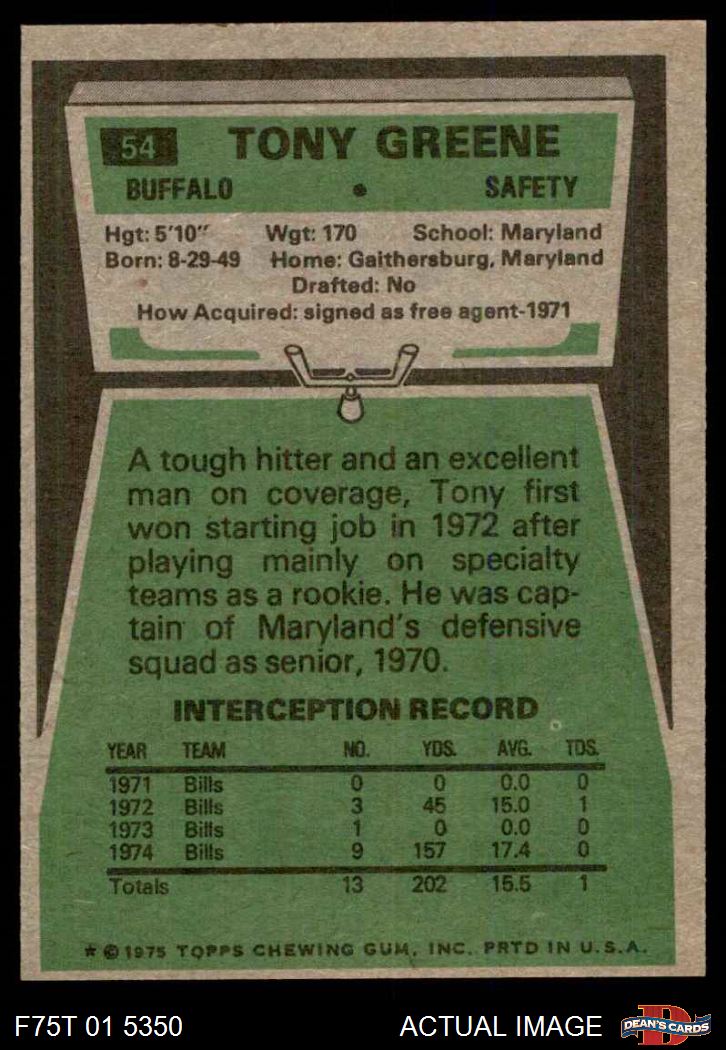 54 TONY GREENE
BUFFALO • SAFETY
Hgt: 5'10" Wgt: 170 School: Maryland
Born: 8-29-49 Home: Gaithersburg, Maryland
Drafted: No
How Acquired: signed as free agent-1971
A tough hitter and an excellent
man on coverage, Tony first
won starting job in 1972 after
playing mainly on specialty
teams as a rookie. He was cap-
tain of Maryland's defensive
squad as senior, 1970.
INTERCEPTION RECORD
YEAR TEAM NO. YDS. AVG. TDS.
1971 Bills 0 0 0.0 0
1972 Bills 3 45 15.0 1
1973 Bills 1 0 0.0 0
1974 Bills 9 157 17.4 0
Totals 13 202 15.5 1
* © 1975 TOPPS CHEWING GUM, INC. PRTD IN U.S.A.
F75T 01 5350 ACTUAL IMAGE D DEAN'S CARDS